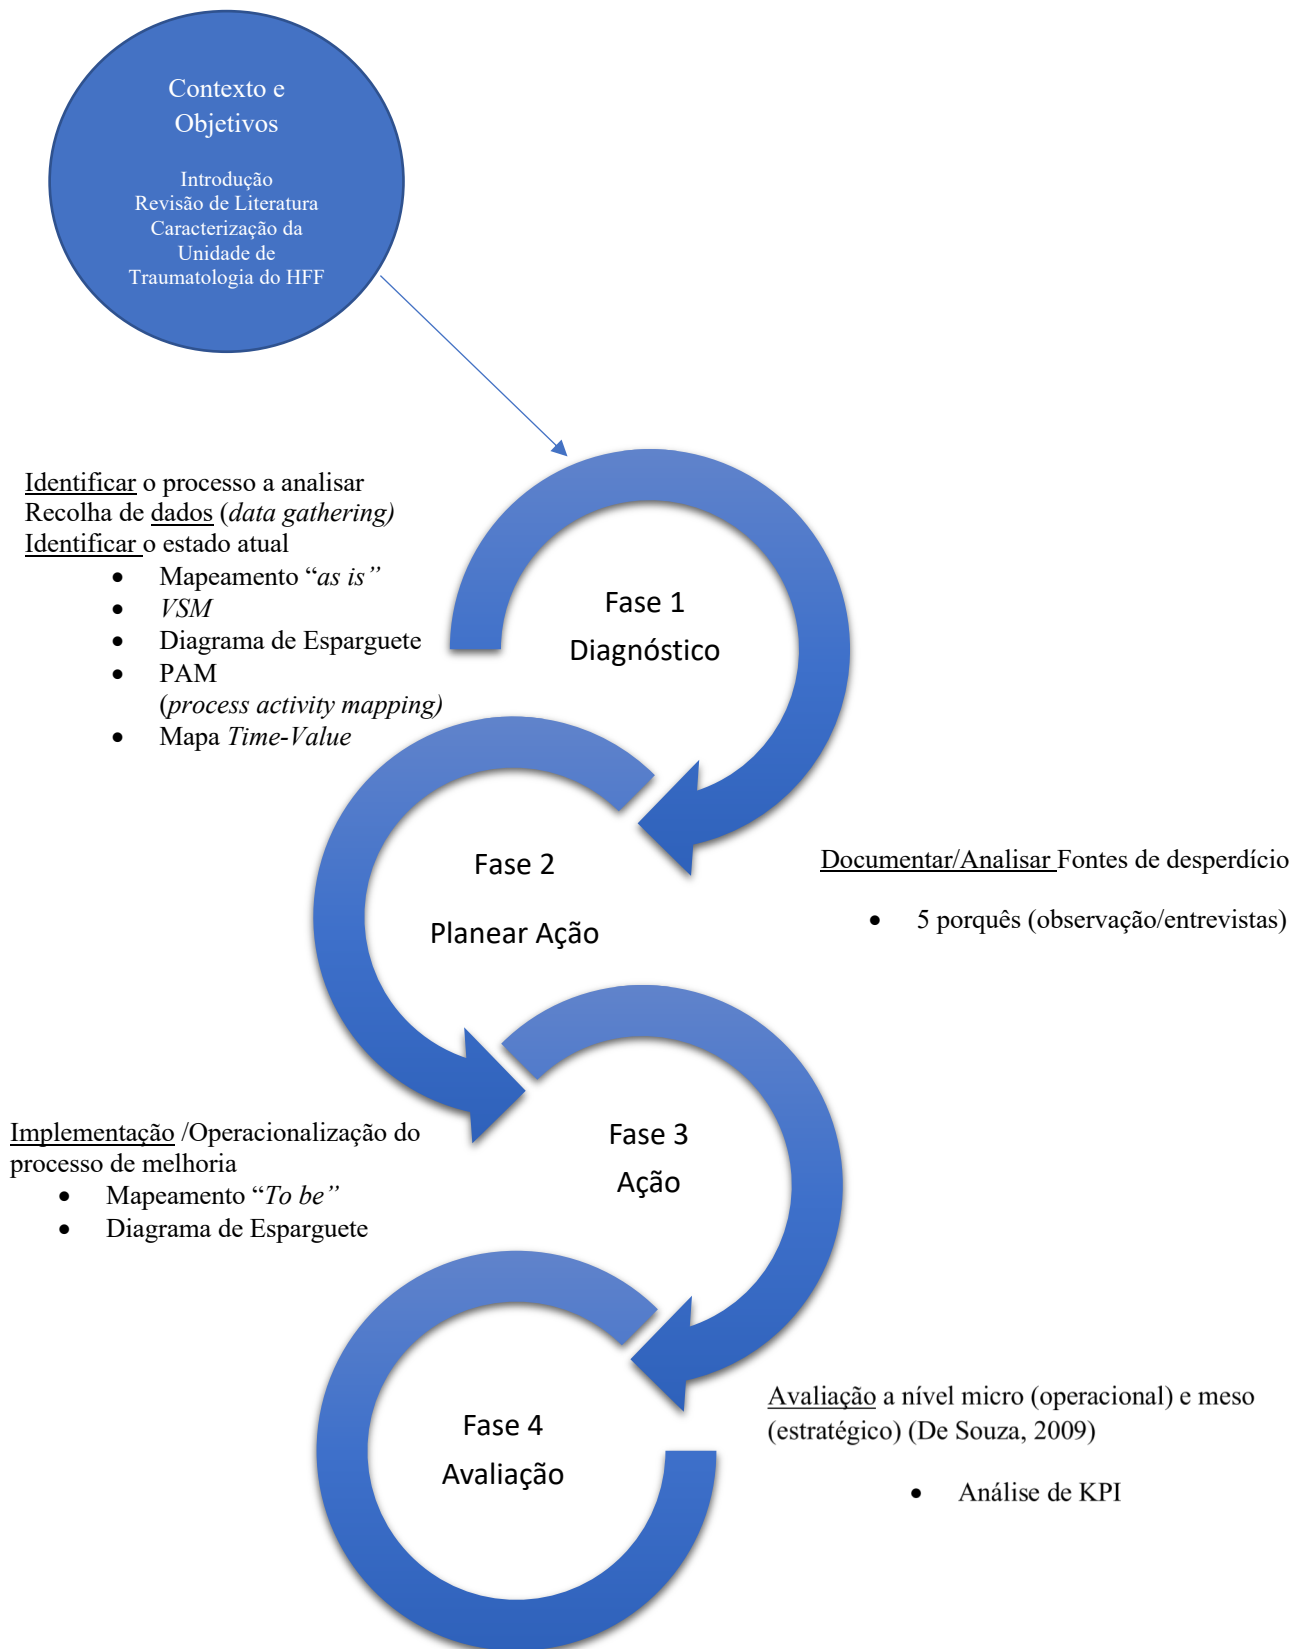 Contexto e
Objetivos
Introdução
Revisão de Literatura
Caracterização da
Unidade de
Traumatologia do HFF
Identificar o processo a analisar
Recolha de dados (data gathering)
Identificar o estado atual
• Mapeamento “as is”
• VSM
• Diagrama de Esparguete
• PAM
(process activity mapping)
• Mapa Time-Value
Fase 1
Diagnóstico
Fase 2
Planear Ação
Documentar/Analisar Fontes de desperdício
• 5 porquês (observação/entrevistas)
Implementação /Operacionalização do
processo de melhoria
• Mapeamento “To be”
• Diagrama de Esparguete
Fase 3
Ação
Fase 4
Avaliação
Avaliação a nível micro (operacional) e meso
(estratégico) (De Souza, 2009)
• Análise de KPI